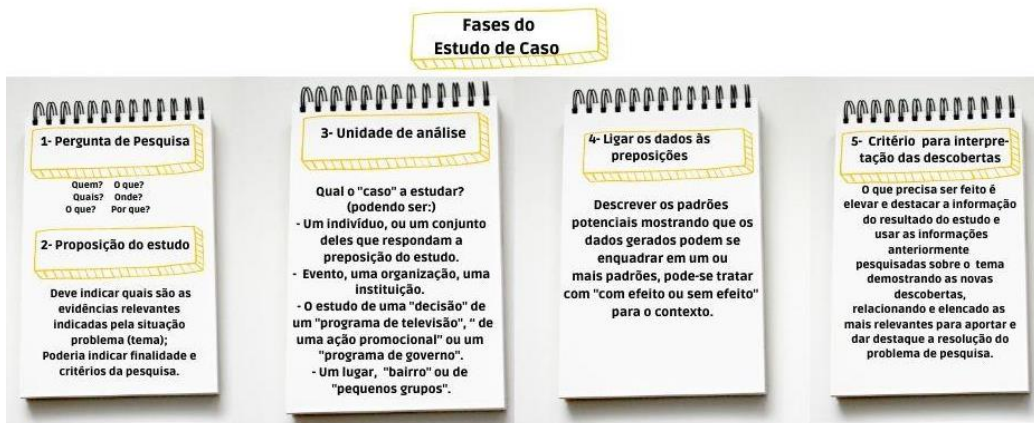 Fases do
Estudo de Caso
1- Pergunta de Pesquisa
Quem? O que?
Quais? Onde?
O que? Por que?
2- Proposição do estudo
Deve indicar quais são as
evidências relevantes
indicadas pela situação
problema (tema);
Poderia indicar finalidade e
critérios da pesquisa.
3- Unidade de análise
Qual o "caso" a estudar?
(podendo ser:)
- Um indivíduo, ou um conjunto
deles que respondam a
preposição do estudo.
- Evento, uma organização, uma
instituição.
- O estudo de uma "decisão" de
um "programa de televisão", “ de
uma ação promocional" ou um
"programa de governo".
- Um lugar, "bairro" ou de
"pequenos grupos".
4- Ligar os dados às
preposições
Descrever os padrões
potenciais mostrando que os
dados gerados podem se
enquadrar em um ou
mais padrões, pode-se tratar
com "com efeito ou sem efeito"
para o contexto.
5- Critério para interpre-
tação das descobertas
O que precisa ser feito é
elevar e destacar a informação
do resultado do estudo e
usar as informações
anteriormente
pesquisadas sobre o tema
demostrando as novas
descobertas,
relacionando e elencado as
mais relevantes para aportar e
dar destaque a resolução do
problema de pesquisa.